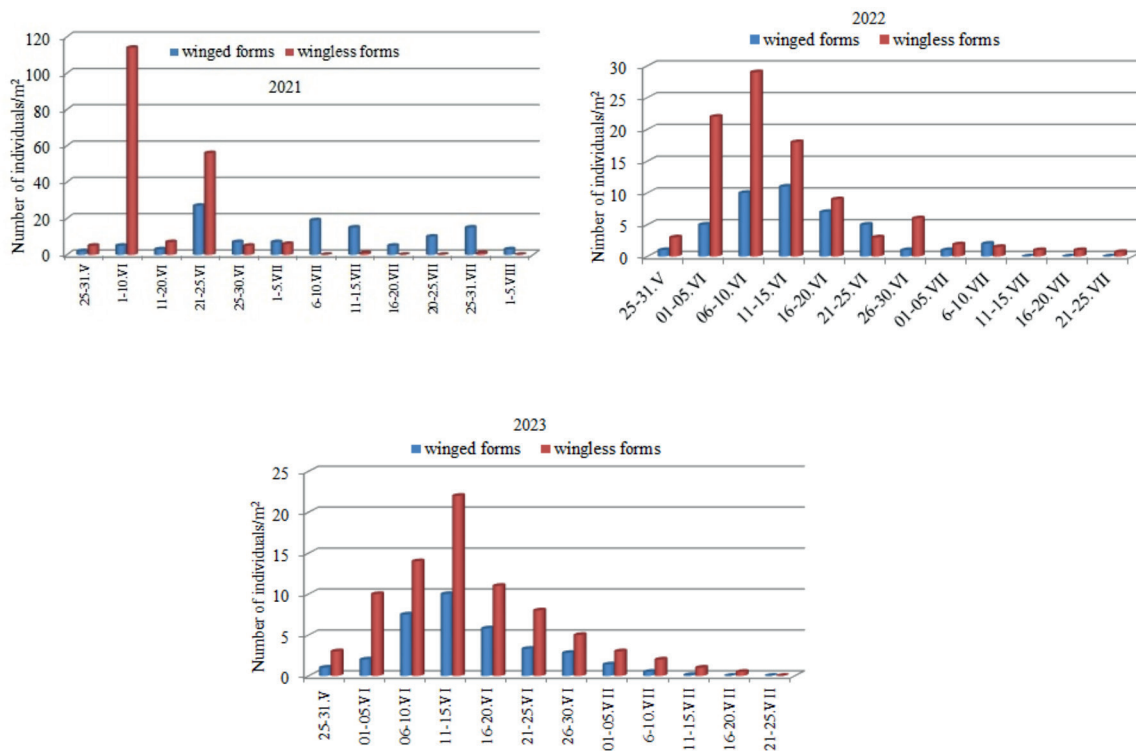 winged forms wingless forms
2021
Number of individuals/m²
120
100
80
60
40
20
0
25-31.V
1-10.VI
11-20.VI
21-25.VI
25-30.VI
1-5.VII
6-10.VII
11-15.VII
16-20.VII
20-25.VII
25-31.VII
1-5.VIII
2022
winged forms wingless forms
Nimber of individuals/m²
30
25
20
15
10
5
0
25-31.V
01-05.VI
06-10.VI
11-15.VI
16-20.VI
21-25.VI
26-30.VI
01-05.VII
6-10.VII
11-15.VII
16-20.VII
21-25.VII
2023
winged forms wingless forms
Number of individuals/m²
25
20
15
10
5
0
25-31.V
01-05.VI
06-10.VI
11-15.VI
16-20.VI
21-25.VI
26-30.VI
01-05.VII
6-10.VII
11-15.VII
16-20.VII
21-25.VII